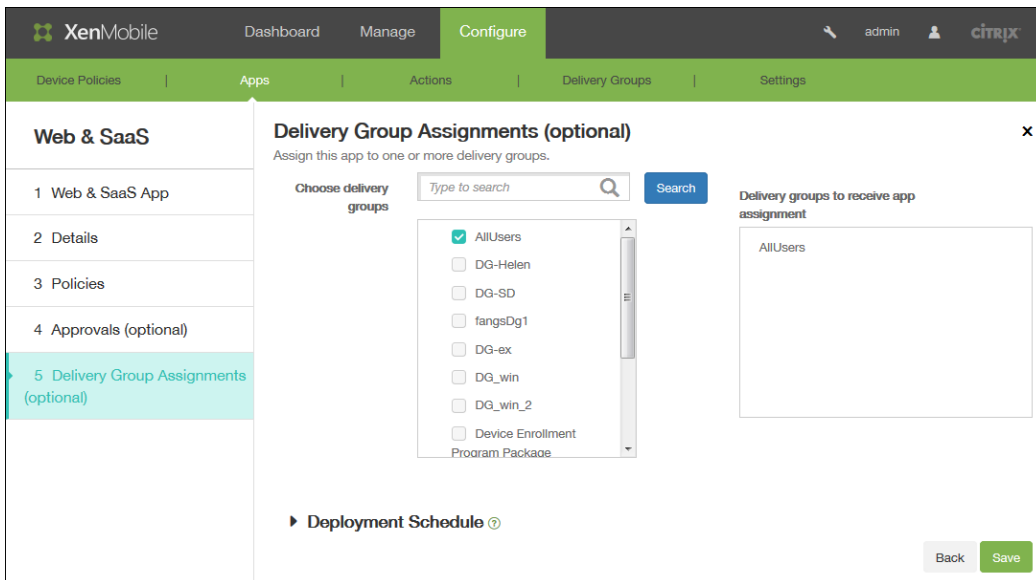 XenMobile
Dashboard
Manage
Configure
admin
CITRIX
Device Policies | Apps | Actions | Delivery Groups | Settings
Web & SaaS
1 Web & SaaS App
2 Details
3 Policies
4 Approvals (optional)
5 Delivery Group Assignments
(optional)
Delivery Group Assignments (optional)
x
Assign this app to one or more delivery groups.
Choose delivery
groups
Type to search
Search
AllUsers
DG-Helen
DG-SD
fangsDg1
DG-ex
DG_win
DG_win_2
Device Enrollment
Program Package
Delivery groups to receive app
assignment
AllUsers
Deployment Schedule ?
Back
Save